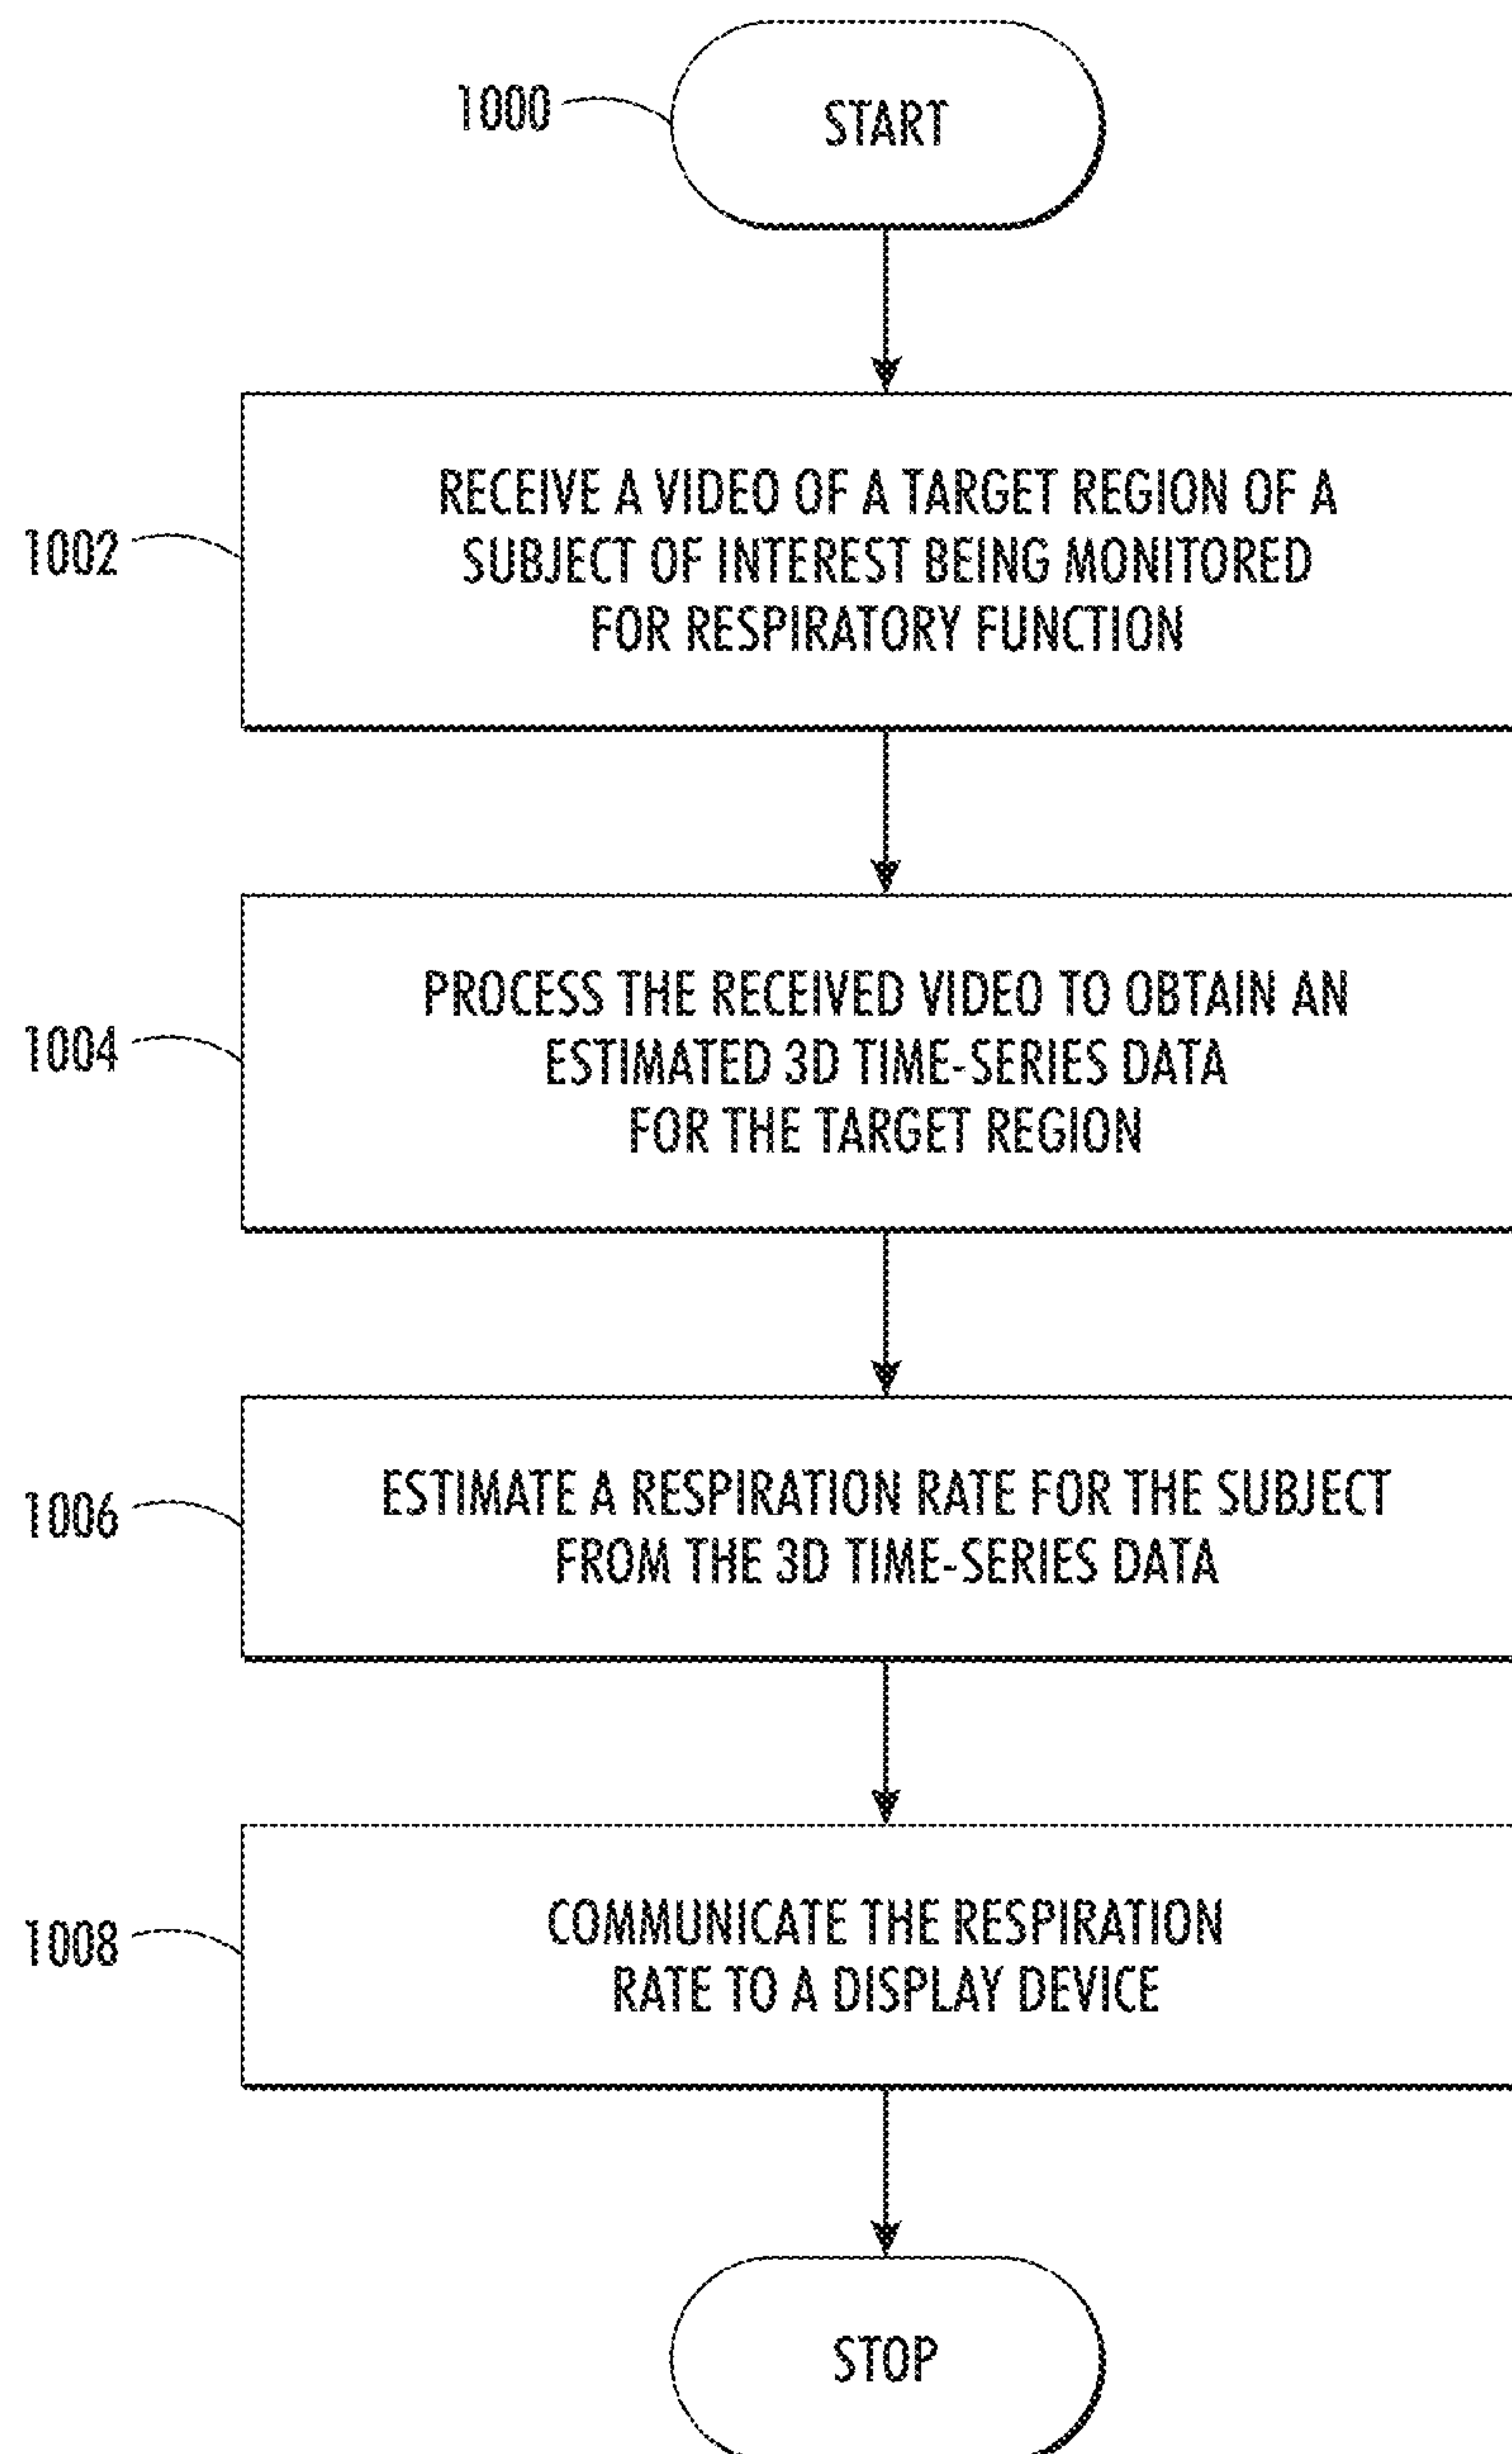 1000
START
1002
RECEIVE A VIDEO OF A TARGET REGION OF A
SUBJECT OF INTEREST BEING MONITORED
FOR RESPIRATORY FUNCTION
1004
PROCESS THE RECEIVED VIDEO TO OBTAIN AN
ESTIMATED 3D TIME-SERIES DATA
FOR THE TARGET REGION
1006
ESTIMATE A RESPIRATION RATE FOR THE SUBJECT
FROM THE 3D TIME-SERIES DATA
1008
COMMUNICATE THE RESPIRATION
RATE TO A DISPLAY DEVICE
STOP